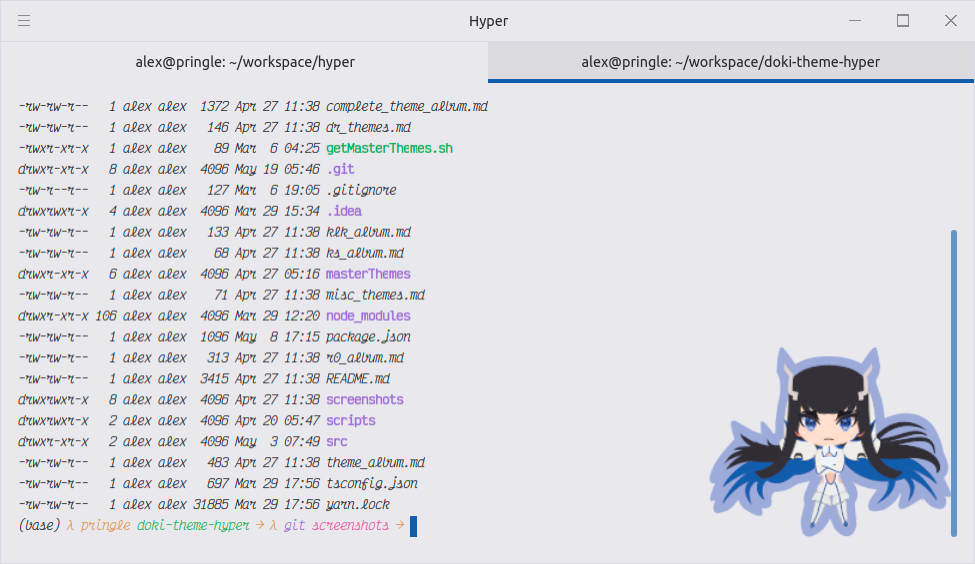 Hyper
alex@pringle: ~/workspace/hyper
alex@pringle: ~/workspace/doki-theme-hyper
-rw-rw-r-- 1 alex alex 1372 Apr 27 11:38 complete_theme_album.md
-rw-rw-r-- 1 alex alex 146 Apr 27 11:38 dr_themes.md
-rwxr-xr-x 1 alex alex 89 Mar 6 04:25 getMasterThemes.sh
drwxr-xr-x 8 alex alex 4096 May 19 05:46 .git
-rw-r--r-- 1 alex alex 127 Mar 6 19:05 .gitignore
drwxrwxr-x 4 alex alex 4096 Mar 29 15:34 .idea
-rw-rw-r-- 1 alex alex 133 Apr 27 11:38 klk_album.md
-rw-rw-r-- 1 alex alex 68 Apr 27 11:38 ks_album.md
drwxr-xr-x 6 alex alex 4096 Apr 27 05:16 masterThemes
-rw-rw-r-- 1 alex alex 71 Apr 27 11:38 misc_themes.md
drwxr-xr-x 106 alex alex 4096 Mar 29 12:20 node_modules
-rw-rw-r-- 1 alex alex 1096 May 8 17:15 package.json
-rw-rw-r-- 1 alex alex 313 Apr 27 11:38 r0_album.md
-rw-rw-r-- 1 alex alex 3415 Apr 27 11:38 README.md
drwxrwxr-x 8 alex alex 4096 Apr 27 11:38 screenshots
drwxrwxr-x 2 alex alex 4096 Apr 20 05:47 scripts
drwxr-xr-x 2 alex alex 4096 May 3 07:49 src
-rw-rw-r-- 1 alex alex 483 Apr 27 11:38 theme_album.md
-rw-rw-r-- 1 alex alex 697 Mar 29 17:56 tsconfig.json
-rw-rw-r-- 1 alex alex 31885 Mar 29 17:56 yarn.lock
(base) λ pringle doki-theme-hyper → λ git screenshots →